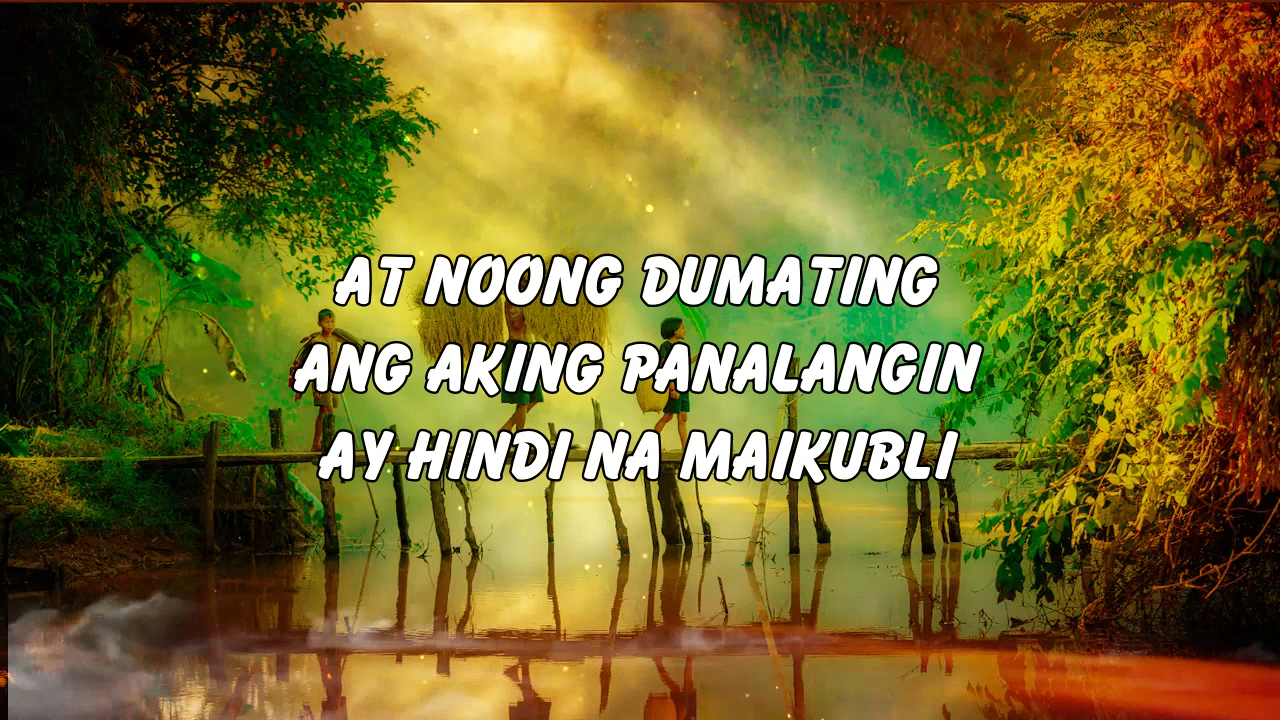 AT NOONG DUMATING
ANG AKING PANALANGIN
AY HINDI NA MAIKUBLI